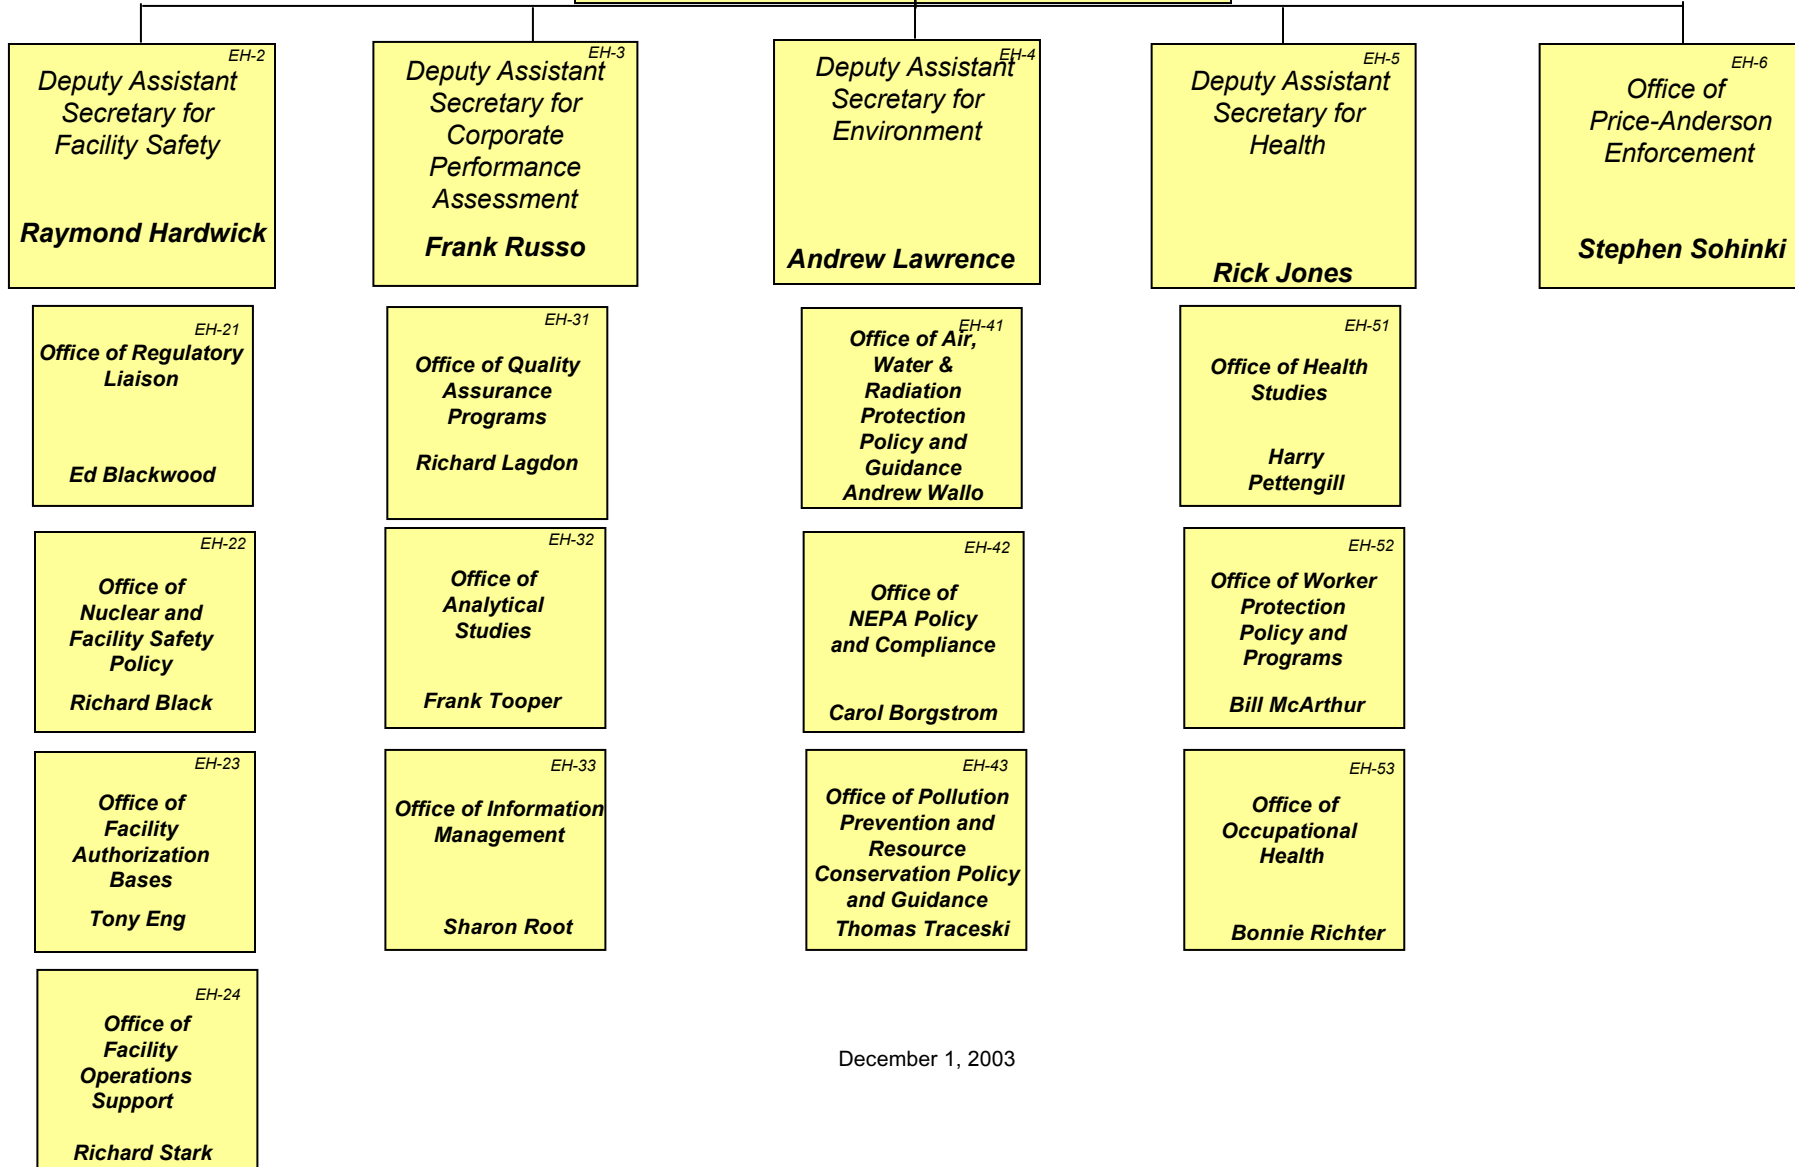 EH-2
Deputy Assistant
Secretary for
Facility Safety
Raymond Hardwick
EH-3
Deputy Assistant
Secretary for
Corporate
Performance
Assessment
Frank Russo
EH-4
Deputy Assistant
Secretary for
Environment
Andrew Lawrence
EH-5
Deputy Assistant
Secretary for
Health
Rick Jones
EH-6
Office of
Price-Anderson
Enforcement
Stephen Sohinki
EH-21
Office of Regulatory
Liaison
Ed Blackwood
EH-22
Office of
Nuclear and
Facility Safety
Policy
Richard Black
EH-23
Office of
Facility
Authorization
Bases
Tony Eng
EH-24
Office of
Facility
Operations
Support
Richard Stark
EH-31
Office of Quality
Assurance
Programs
Richard Lagdon
EH-32
Office of
Analytical
Studies
Frank Tooper
EH-33
Office of Information
Management
Sharon Root
EH-41
Office of Air,
Water &
Radiation
Protection
Policy and
Guidance
Andrew Wallo
EH-42
Office of
NEPA Policy
and Compliance
Carol Borgstrom
EH-43
Office of Pollution
Prevention and
Resource
Conservation Policy
and Guidance
Thomas Traceski
EH-51
Office of Health
Studies
Harry
Pettengill
EH-52
Office of Worker
Protection
Policy and
Programs
Bill McArthur
EH-53
Office of
Occupational
Health
Bonnie Richter
December 1, 2003